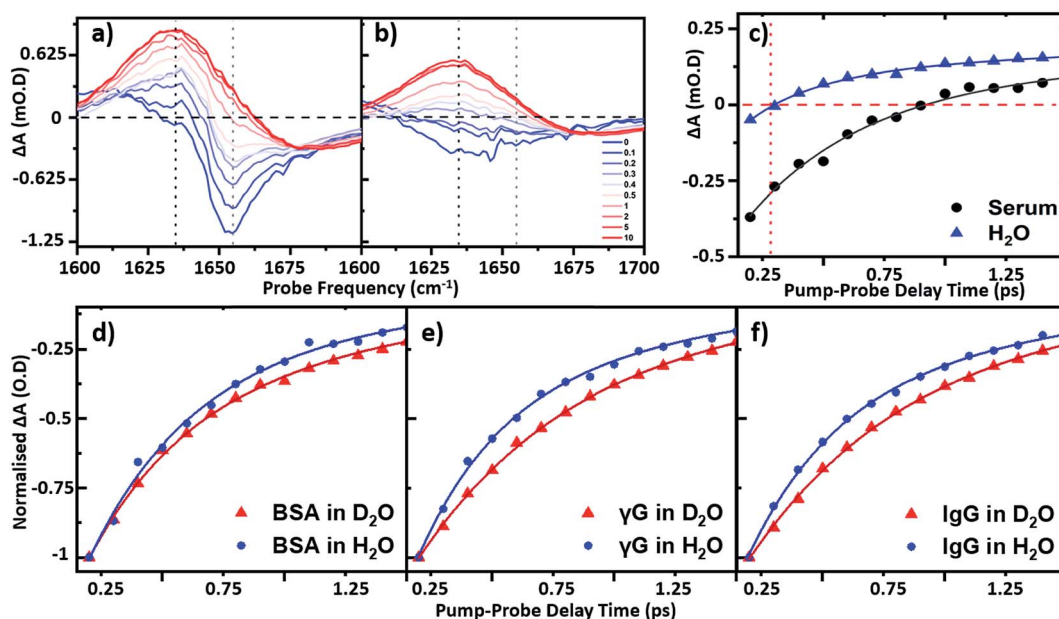 a)
b)
c)
ΔA (mO.D)
0.625
0
-0.625
-1.25
0
0.1
0.2
0.3
0.4
0.5
1
2
5
10
1600
1625
1650
1675
1600
1625
1650
1675
1700
Probe Frequency (cm⁻¹)
ΔA (mO.D)
0.25
0
-0.25
-0.5
Serum
H₂O
0.25
0.75
1.25
Pump-Probe Delay Time (ps)
d)
e)
f)
Normalised ΔA (O.D)
-0.25
-0.5
-0.75
-1
BSA in D₂O
BSA in H₂O
γG in D₂O
γG in H₂O
IgG in D₂O
IgG in H₂O
0.25
0.75
1.25
0.25
0.75
1.25
0.25
0.75
1.25
Pump-Probe Delay Time (ps)